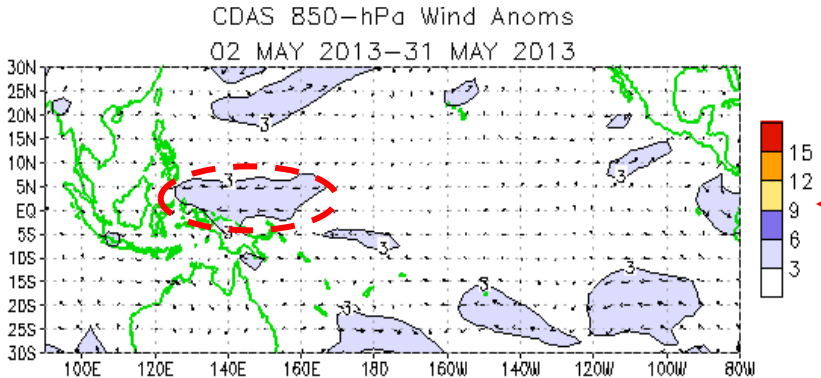 CDAS 850-hPa Wind Anoms
02 MAY 2013-31 MAY 2013
30N
25N
20N
15N
10N
5N
EQ
5S
10S
15S
20S
25S
30S
100E 120E 140E 160E 180 160W 140W 120W 100W 80W
3
3
3
3
3
3
3
15
12
9
6
3